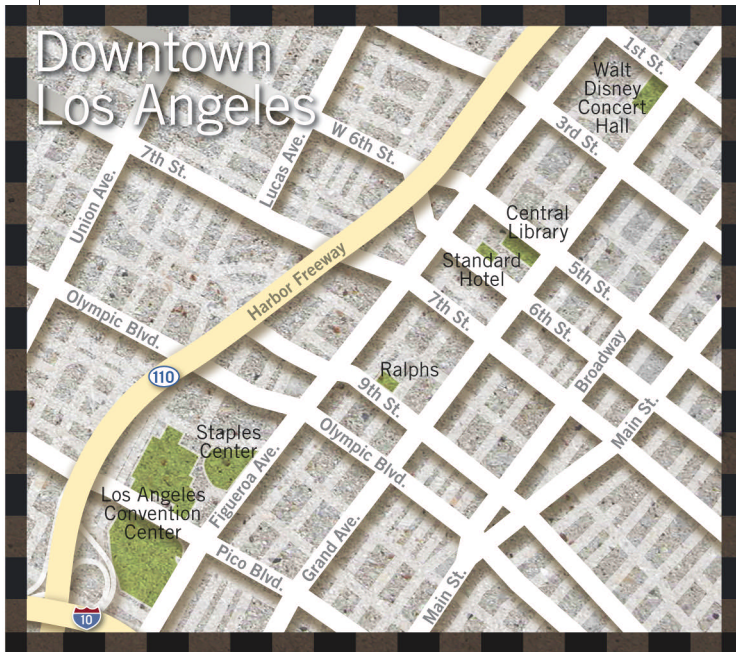 Downtown
Los Angeles
1st St.
Walt
Disney
Concert
Hall
3rd St.
W 6th St.
7th St.
Lucas Ave.
Union Ave.
Central
Library
Standard
Hotel
5th St.
Harbor Freeway
7th St.
6th St.
Broadway
Olympic Blvd.
110
Ralphs
9th St.
Main St.
Staples
Center
Olympic Blvd.
Figueroa Ave.
Los Angeles
Convention
Center
Grand Ave.
Pico Blvd.
Main St.
10